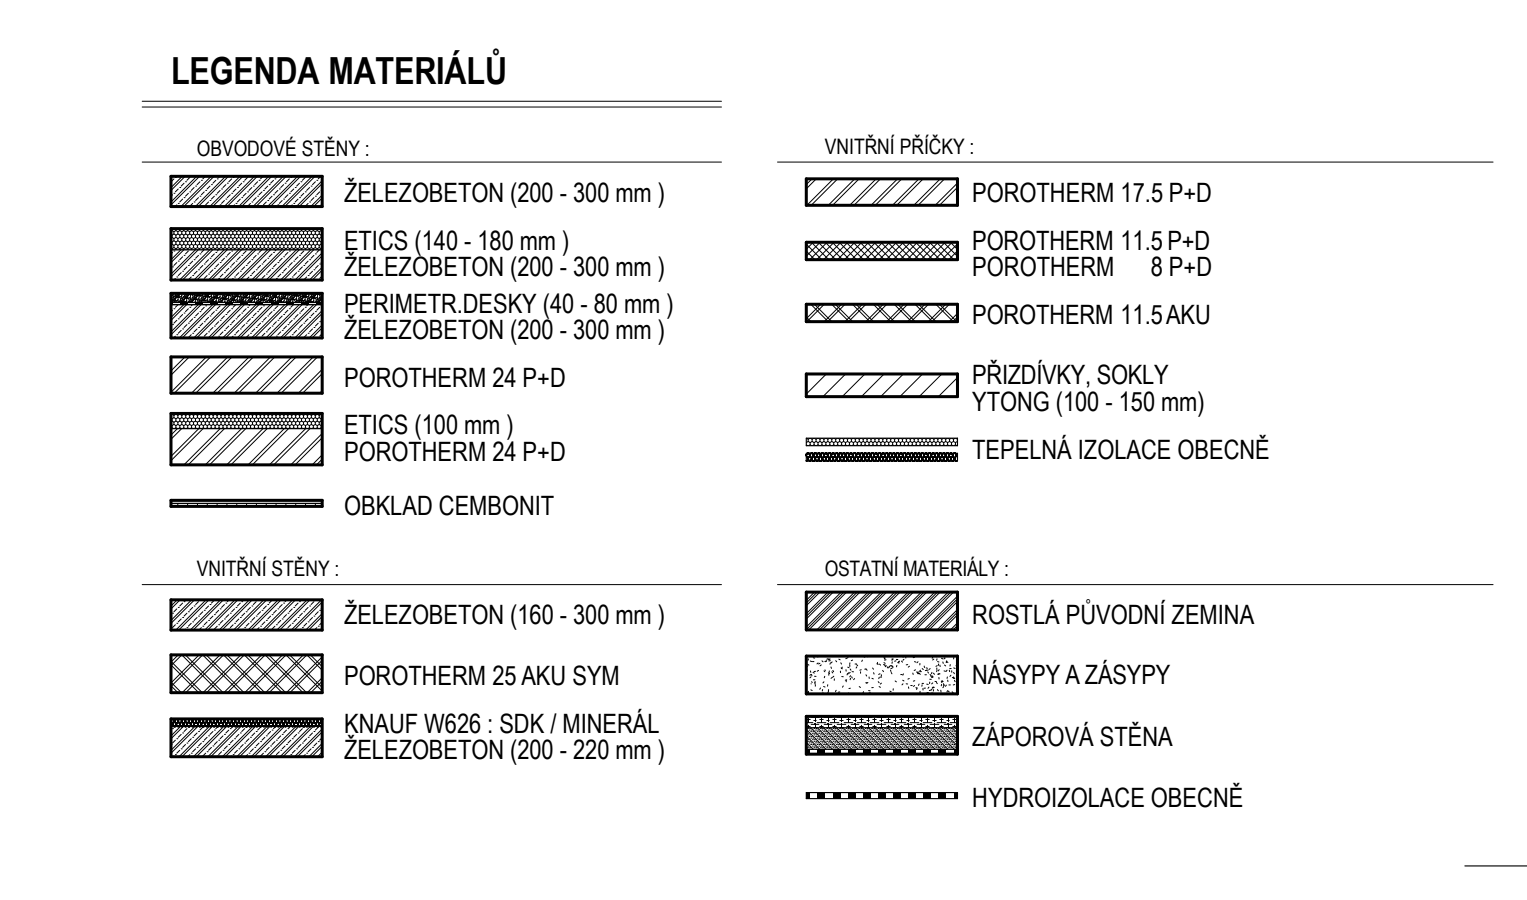 LEGENDA MATERIÁLŮ
OBVODOVÉ STĚNY :
ŽELEZOBETON (200 - 300 mm )
ETICS (140 - 180 mm )
ŽELEZOBETON (200 - 300 mm )
PERIMETR.DESKY (40 - 80 mm )
ŽELEZOBETON (200 - 300 mm )
POROTHERM 24 P+D
ETICS (100 mm )
POROTHERM 24 P+D
OBKLAD CEMBONIT
VNITŘNÍ STĚNY :
ŽELEZOBETON (160 - 300 mm )
POROTHERM 25 AKU SYM
KNAUF W626 : SDK / MINERÁL
ŽELEZOBETON (200 - 220 mm )
VNITŘNÍ PŘÍČKY :
POROTHERM 17.5 P+D
POROTHERM 11.5 P+D
POROTHERM 8 P+D
POROTHERM 11.5 AKU
PŘIZDÍVKY, SOKLY
YTONG (100 - 150 mm)
TEPELNÁ IZOLACE OBECNĚ
OSTATNÍ MATERIÁLY :
ROSTLÁ PŮVODNÍ ZEMINA
NÁSYPY A ZÁSYPY
ZÁPOROVÁ STĚNA
HYDROIZOLACE OBECNĚ